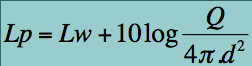 Lp = Lw + 10 log Q / 4π.d²